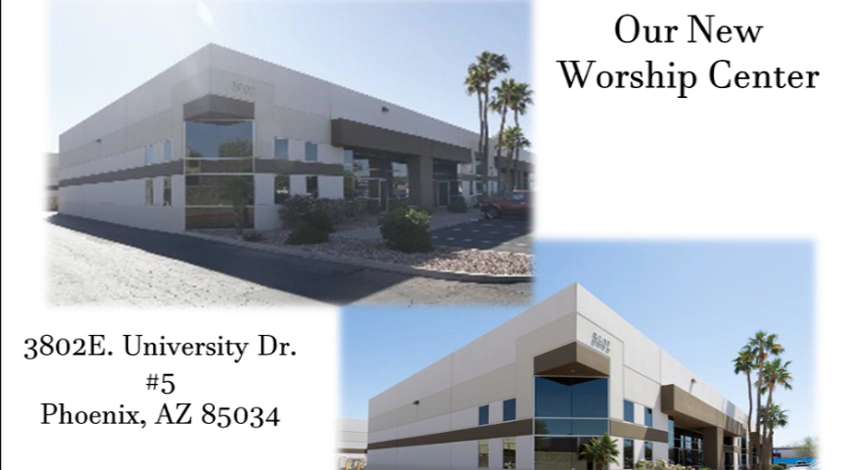 Our New
Worship Center
3802E. University Dr.
#5
Phoenix, AZ 85034